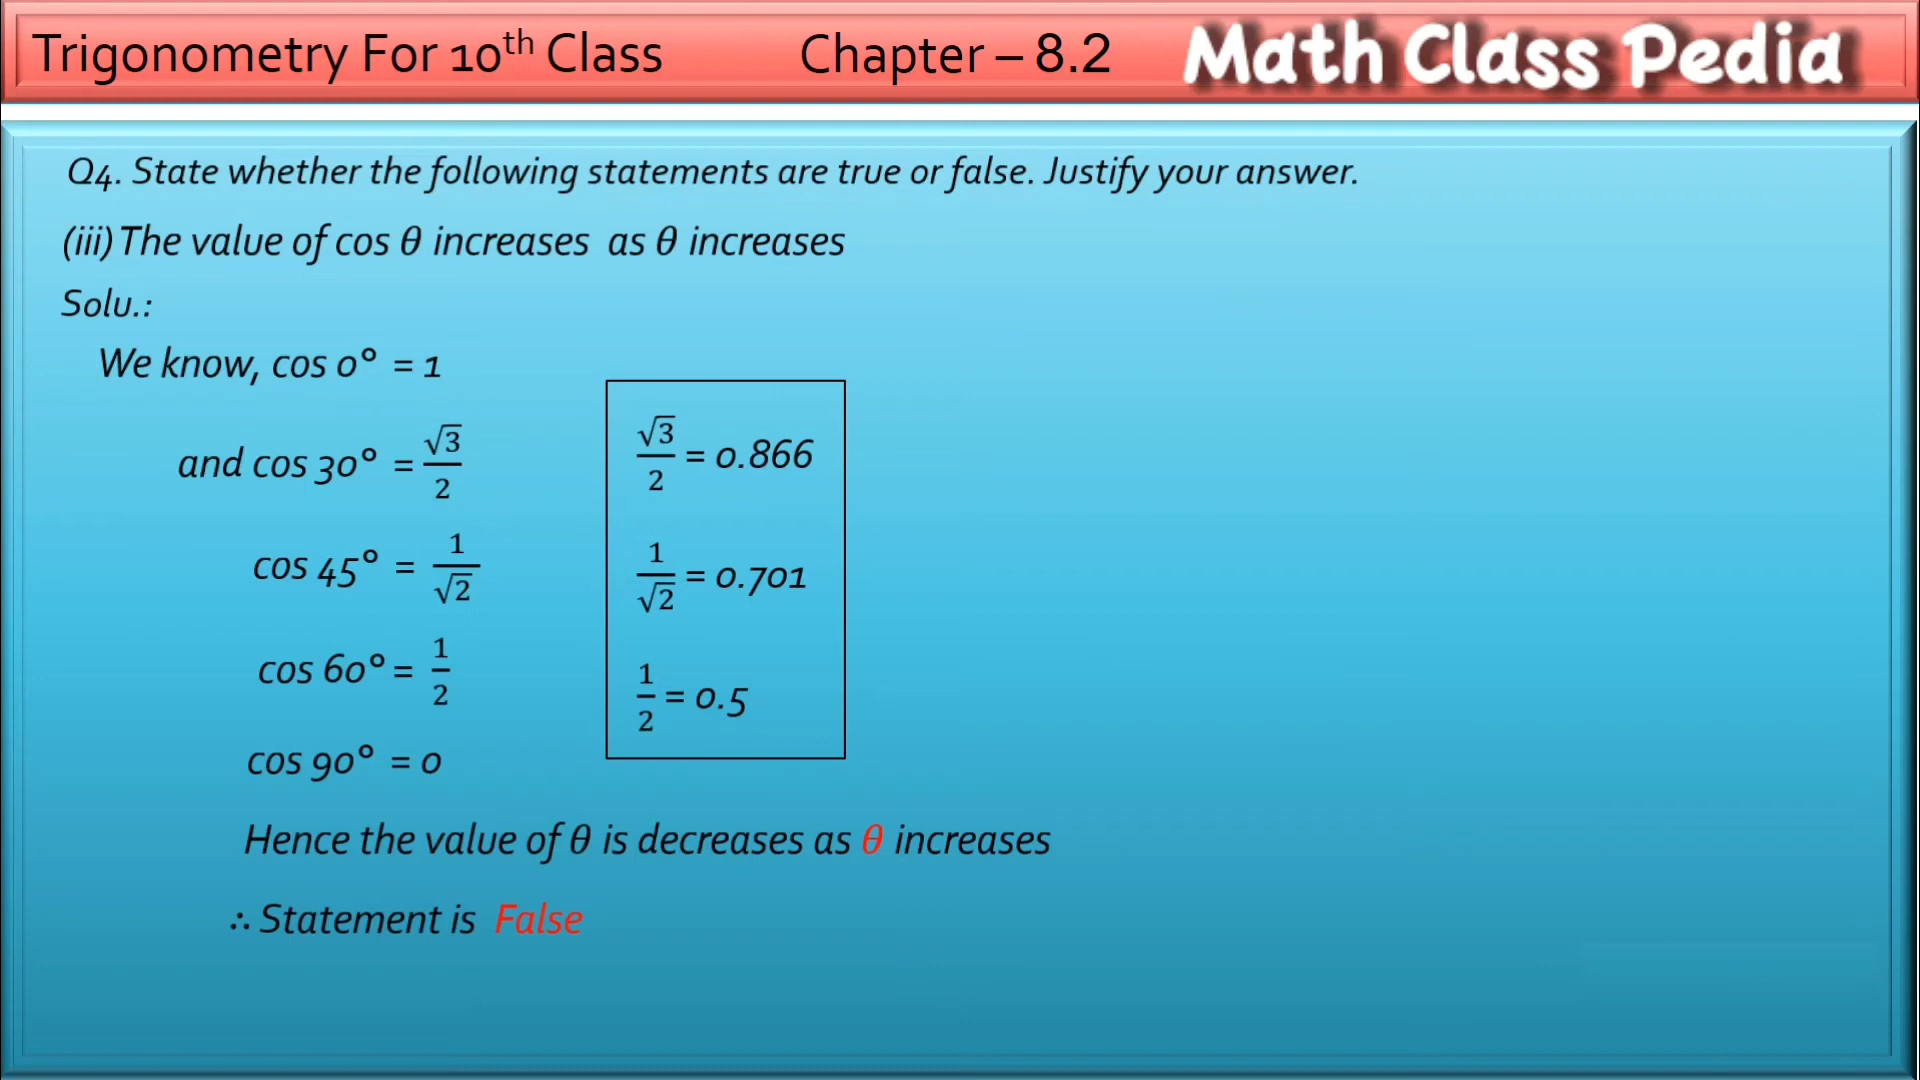 Trigonometry For 10th Class Chapter – 8.2 Math Class Pedia
Q4. State whether the following statements are true or false. Justify your answer.
(iii) The value of cos θ increases as θ increases
Solu.:
We know, cos 0° = 1
and cos 30° = √3/2
cos 45° = 1/√2
cos 60° = 1/2
cos 90° = 0
√3/2 = 0.866
1/√2 = 0.701
1/2 = 0.5
Hence the value of θ is decreases as θ increases
∴ Statement is False